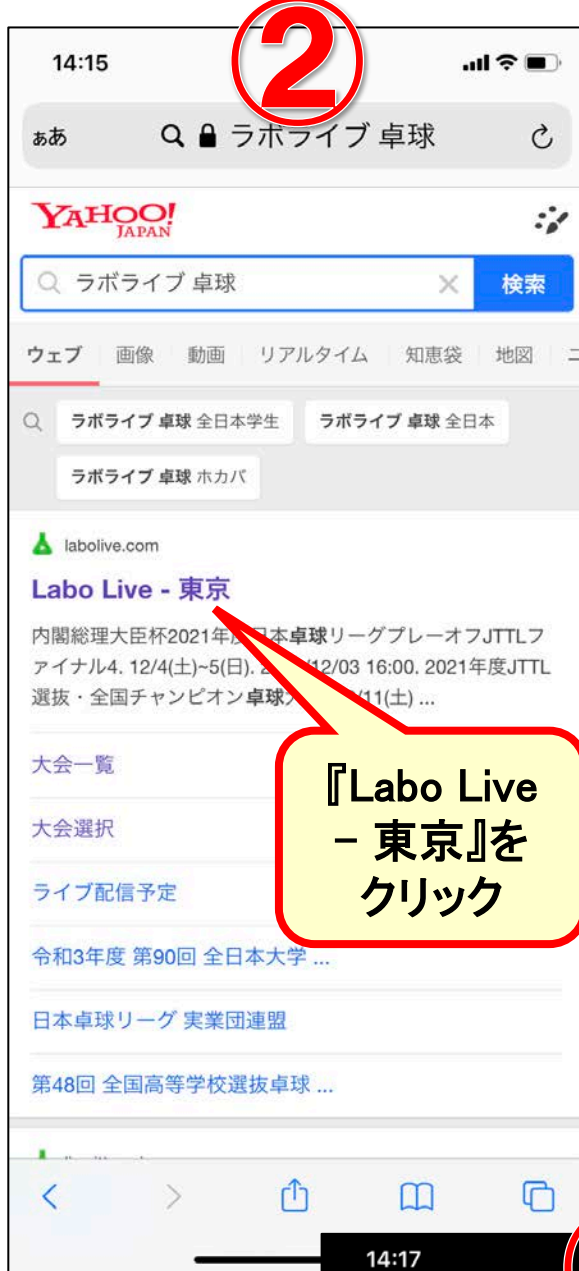 ②
14:15
ぁあ ラボライブ 卓球
YAHOO!
JAPAN
ラボライブ 卓球 検索
ウェブ 画像 動画 リアルタイム 知恵袋 地図
ラボライブ 卓球 全日本学生 ラボライブ 卓球 全日本
ラボライブ 卓球 ホカバ
labolive.com
Labo Live - 東京
内閣総理大臣杯2021年度日本卓球リーグプレーオフJTTLフ
ァイナル4. 12/4(土)~5(日). 12/03 16:00. 2021年度JTTL
選抜・全国チャンピオン卓球 11(土) ...
大会一覧
大会選択
ライブ配信予定
令和3年度 第90回 全日本大学 ...
日本卓球リーグ 実業団連盟
第48回 全国高等学校選抜卓球 ...
『Labo Live
- 東京』を
クリック
14:17